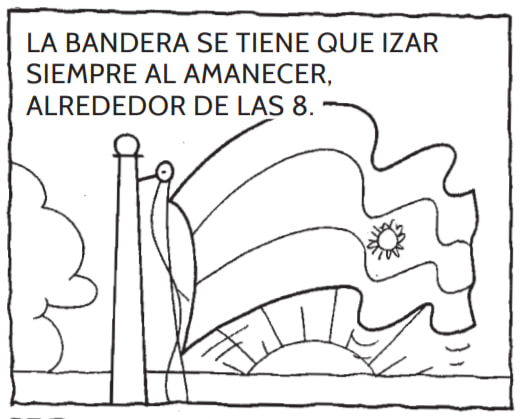 LA BANDERA SE TIENE QUE IZAR
SIEMPRE AL AMANECER,
ALREDEDOR DE LAS 8.